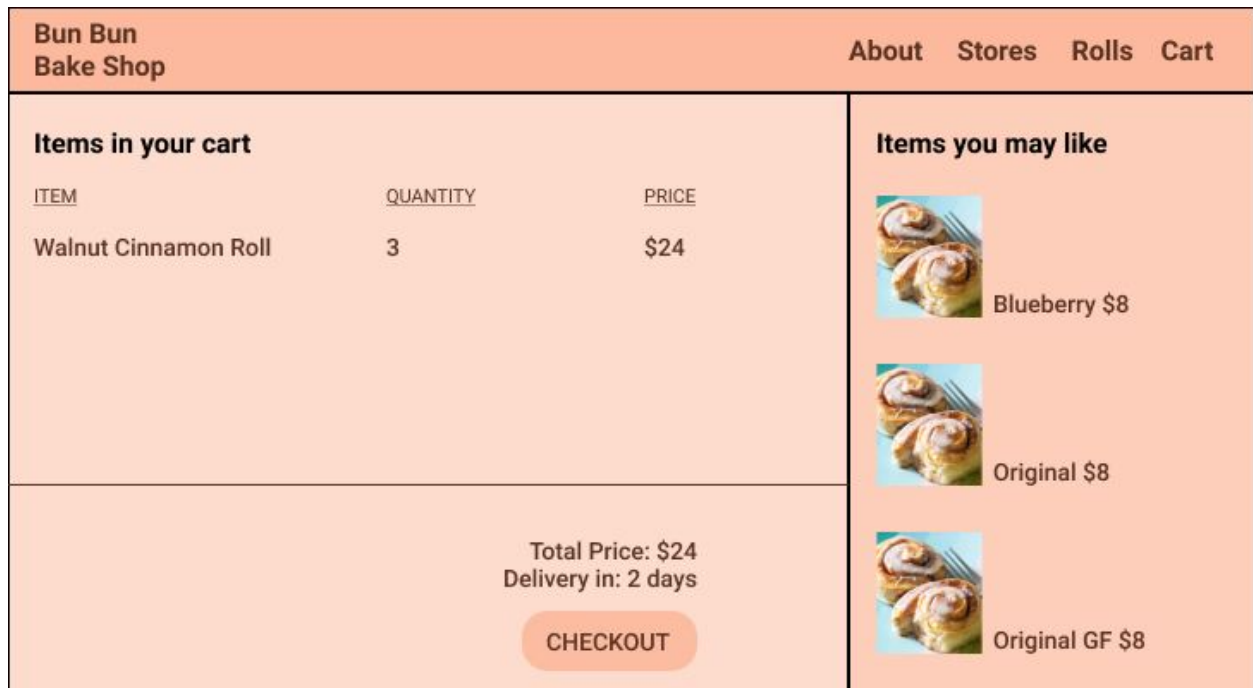 Bun Bun
Bake Shop
About Stores Rolls Cart
Items in your cart
ITEM QUANTITY PRICE
Walnut Cinnamon Roll 3 $24
Total Price: $24
Delivery in: 2 days
CHECKOUT
Items you may like
Blueberry $8
Original $8
Original GF $8